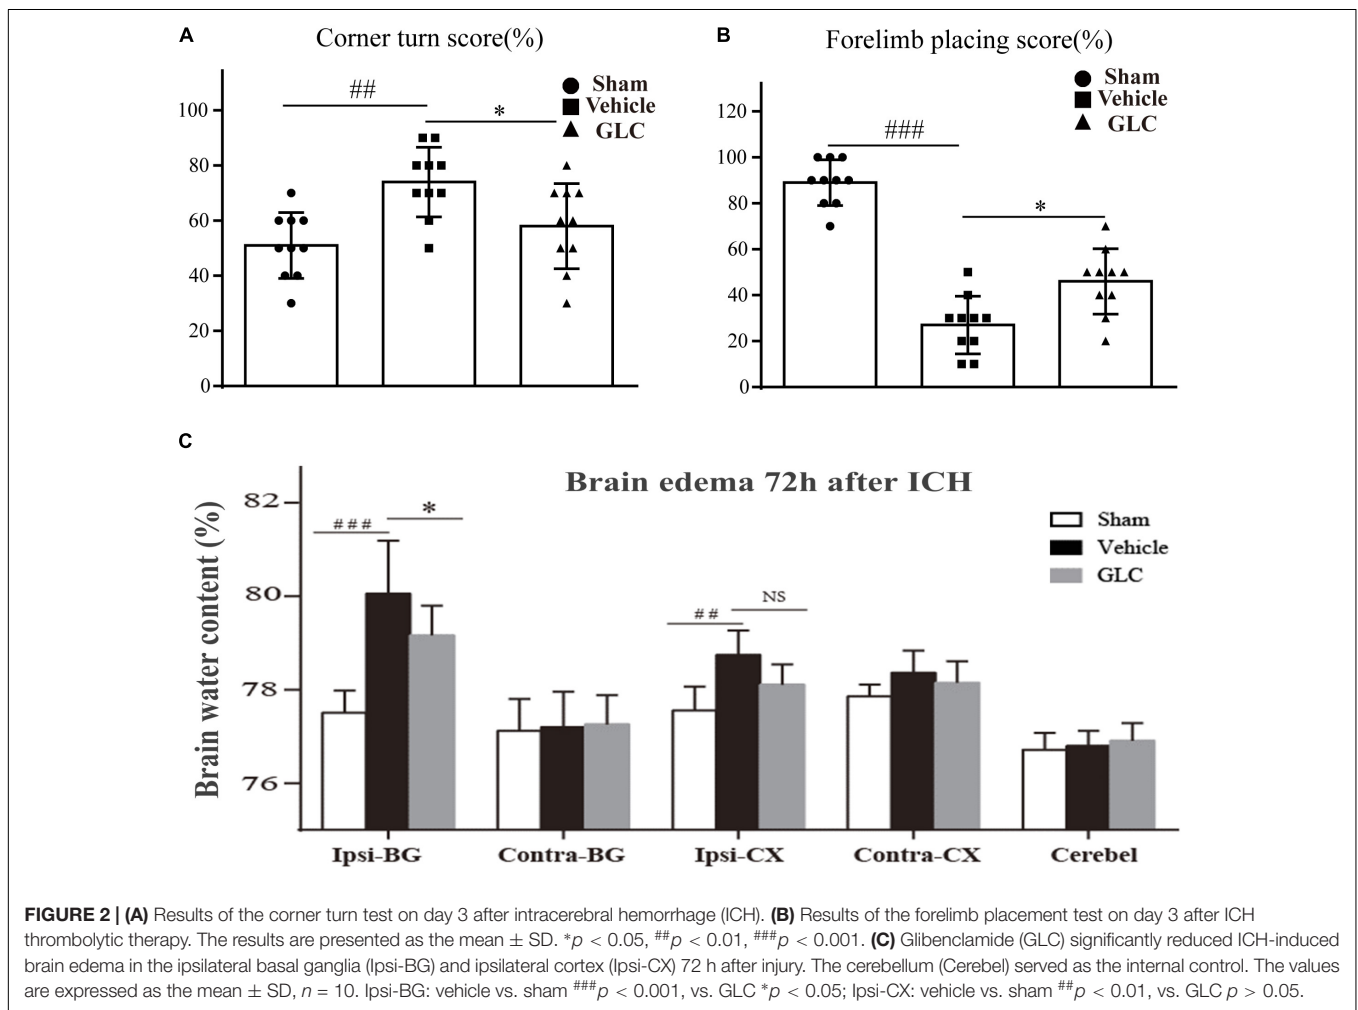 A
Corner turn score(%)
Sham
Vehicle
GLC
##
*
100
80
60
40
20
0
B
Forelimb placing score(%)
Sham
Vehicle
GLC
###
*
120
100
80
60
40
20
0
C
Brain edema 72h after ICH
Brain water content (%)
82
80
78
76
###
*
##
NS
Sham
Vehicle
GLC
Ipsi-BG
Contra-BG
Ipsi-CX
Contra-CX
Cerebel
FIGURE 2 | (A) Results of the corner turn test on day 3 after intracerebral hemorrhage (ICH). (B) Results of the forelimb placement test on day 3 after ICH
thrombolytic therapy. The results are presented as the mean ± SD. *p < 0.05, ##p < 0.01, ###p < 0.001. (C) Glibenclamide (GLC) significantly reduced ICH-induced
brain edema in the ipsilateral basal ganglia (Ipsi-BG) and ipsilateral cortex (Ipsi-CX) 72 h after injury. The cerebellum (Cerebel) served as the internal control. The values
are expressed as the mean ± SD, n = 10. Ipsi-BG: vehicle vs. sham ###p < 0.001, vs. GLC *p < 0.05; Ipsi-CX: vehicle vs. sham ##p < 0.01, vs. GLC p > 0.05.